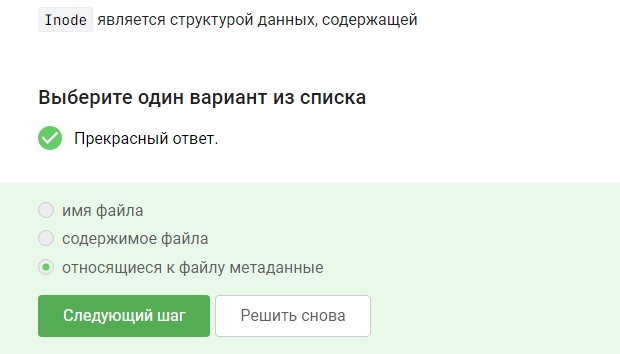 Inode является структурой данных, содержащей
Выберите один вариант из списка
Прекрасный ответ.
имя файла
содержимое файла
относящиеся к файлу метаданные
Следующий шаг Решить снова